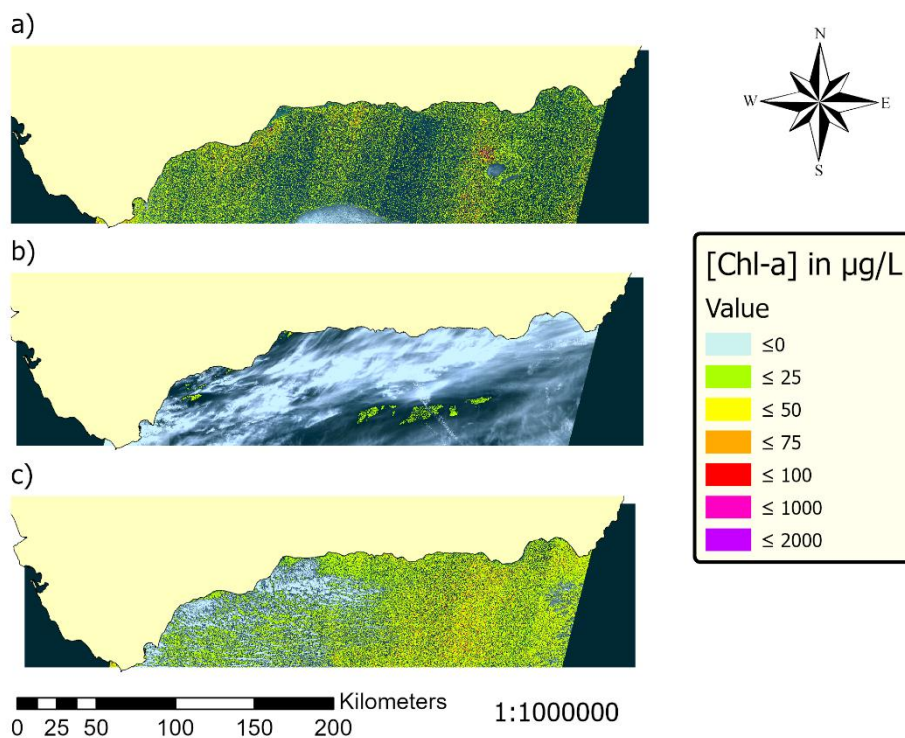 a)
N
W
E
S
b)
[Chl-a] in µg/L
Value
≤0
≤ 25
≤ 50
≤ 75
≤ 100
≤ 1000
≤ 2000
c)
Kilometers
0 25 50 100 150 200
1:1000000